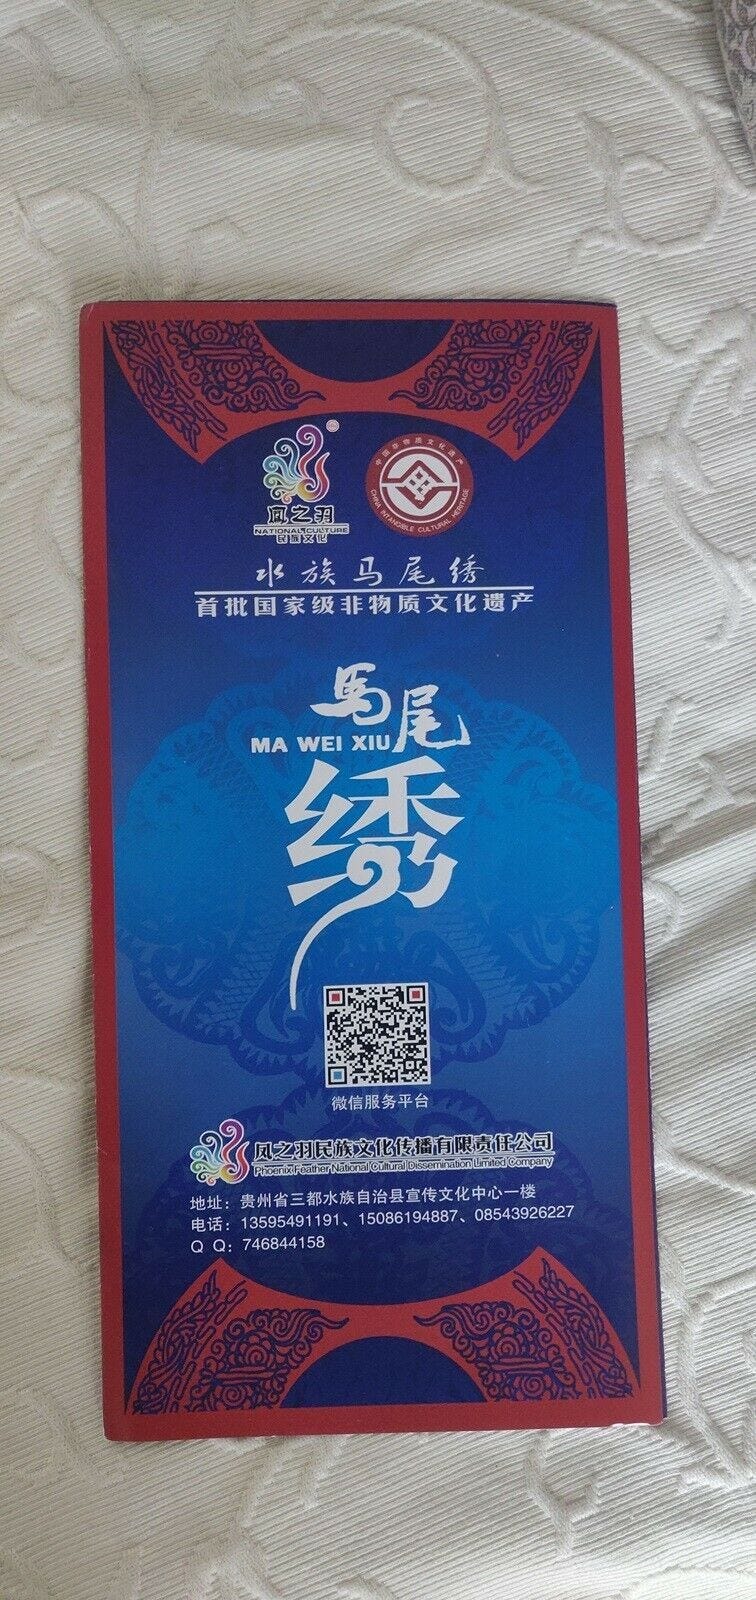 中国非物质文化遗产
CHINA INTANGIBLE CULTURAL HERITAGE
凤之羽
NATIONAL CULTURE
民族文化
水族马尾绣
首批国家级非物质文化遗产
馬尾
MA WEI XIU
绣
微信服务平台
凤之羽民族文化传播有限责任公司
Phoenix Feather National Cultural Dissemination Limited Company
地址：贵州省三都水族自治县宣传文化中心一楼
电话：13595491191、15086194887、08543926227
Q Q：746844158